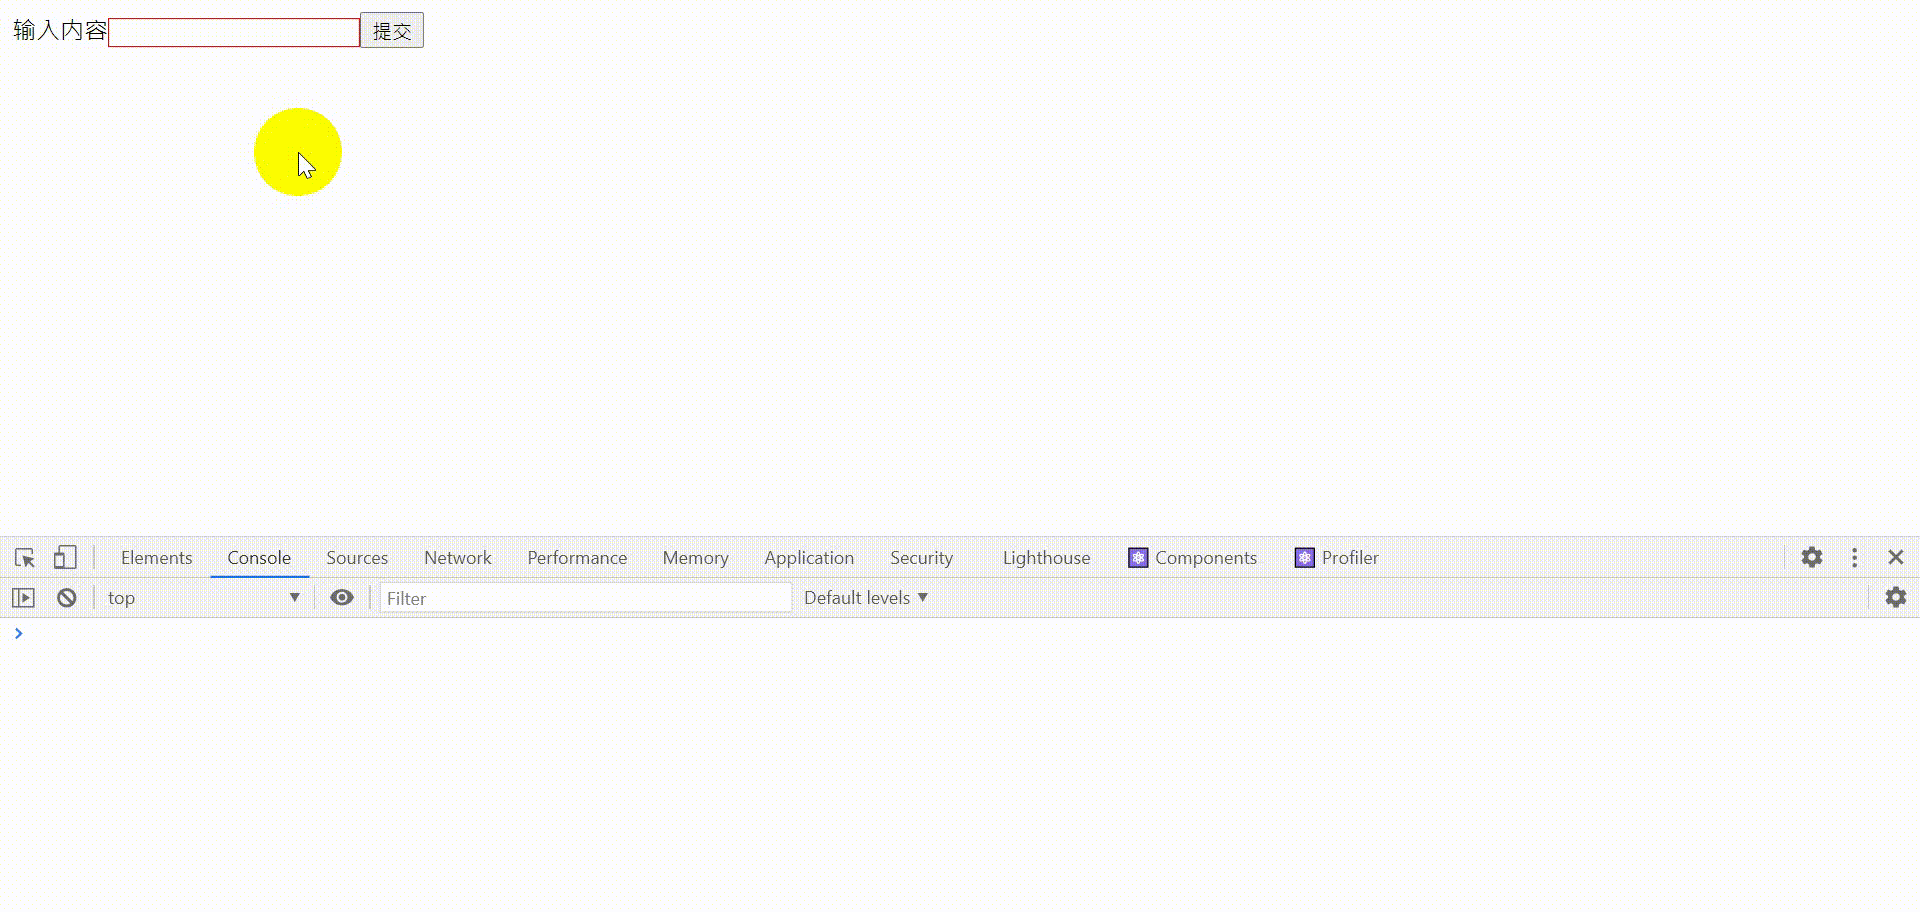 输入内容 提交
Elements Console Sources Network Performance Memory Application Security Lighthouse Components Profiler
top Filter Default levels